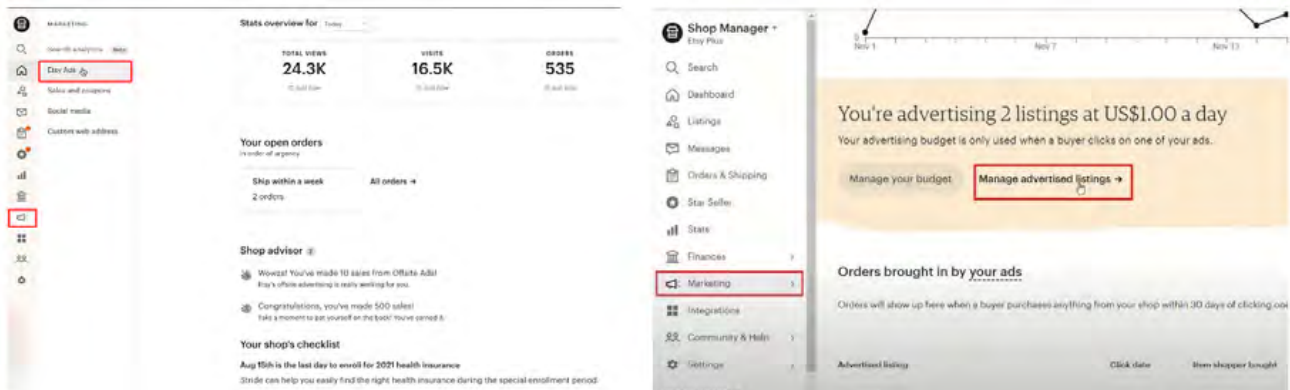 MARKETING
Search analytics Beta
Etsy Ads
Sales and coupons
Social media
Custom web address
Stats overview for Today
TOTAL VIEWS
24.3K
VISITS
16.5K
ORDERS
535
Your open orders
In order of urgency
Ship within a week
2 orders
All orders →
Shop advisor 2
Wowza! You've made 10 sales from Offsite Ads!
Etsy's offsite advertising is really working for you.
Congratulations, you've made 500 sales!
Take a moment to pat yourself on the back! You've earned it.
Your shop's checklist
Aug 15th is the last day to enroll for 2021 health insurance
Stride can help you easily find the right health insurance during the special enrollment period
Shop Manager
Etsy Plus
Search
Dashboard
Listings
Messages
Orders & Shipping
Star Seller
Stats
Finances
Marketing
Integrations
Community & Help
Settings
0
Nov 1
Nov 7
Nov 13
You're advertising 2 listings at US$1.00 a day
Your advertising budget is only used when a buyer clicks on one of your ads.
Manage your budget
Manage advertised listings →
Orders brought in by your ads
Orders will show up here when a buyer purchases anything from your shop within 30 days of clicking one
Advertised listing
Click date
Item shopper bought